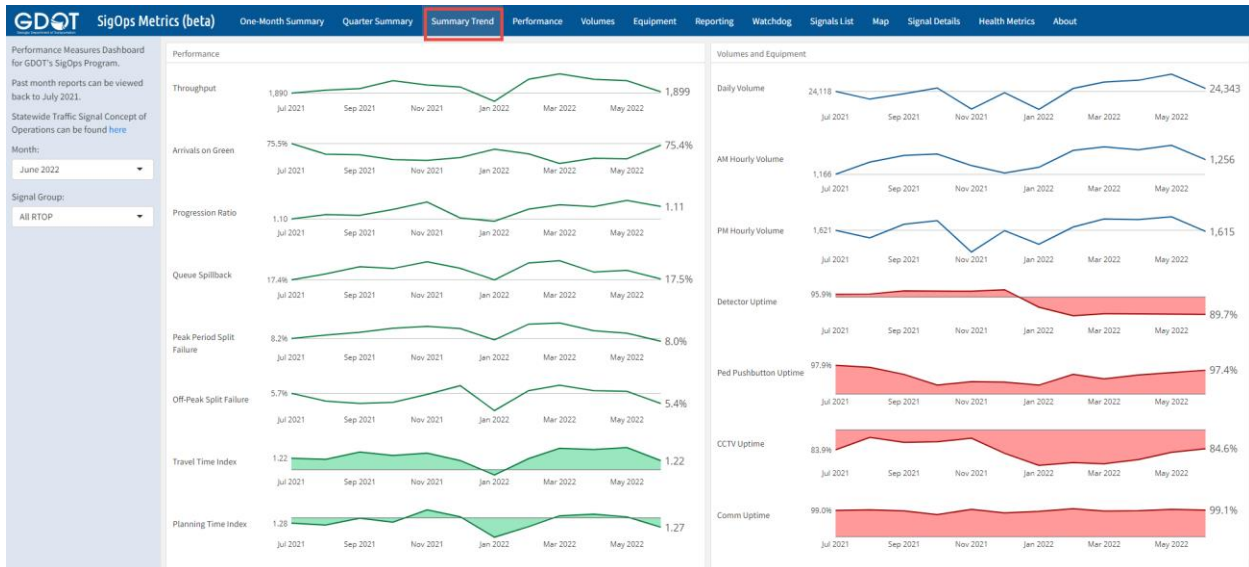 GDOT
SigOps Metrics (beta)
One-Month Summary
Quarter Summary
Summary Trend
Performance
Volumes
Equipment
Reporting
Watchdog
Signals List
Map
Signal Details
Health Metrics
About
Performance Measures Dashboard
for GDOT's SigOps Program.
Past month reports can be viewed
back to July 2021.
Statewide Traffic Signal Concept of
Operations can be found here
Month:
June 2022
Signal Group:
All RTOP
Performance
Throughput
1,890
1,899
Jul 2021 Sep 2021 Nov 2021 Jan 2022 Mar 2022 May 2022
Arrivals on Green
75.5%
75.4%
Jul 2021 Sep 2021 Nov 2021 Jan 2022 Mar 2022 May 2022
Progression Ratio
1.10
1.11
Jul 2021 Sep 2021 Nov 2021 Jan 2022 Mar 2022 May 2022
Queue Spillback
17.4%
17.5%
Jul 2021 Sep 2021 Nov 2021 Jan 2022 Mar 2022 May 2022
Peak Period Split
Failure
8.2%
8.0%
Jul 2021 Sep 2021 Nov 2021 Jan 2022 Mar 2022 May 2022
Off-Peak Split Failure
5.7%
5.4%
Jul 2021 Sep 2021 Nov 2021 Jan 2022 Mar 2022 May 2022
Travel Time Index
1.22
1.22
Jul 2021 Sep 2021 Nov 2021 Jan 2022 Mar 2022 May 2022
Planning Time Index
1.28
1.27
Jul 2021 Sep 2021 Nov 2021 Jan 2022 Mar 2022 May 2022
Volumes and Equipment
Daily Volume
24,118
24,343
Jul 2021 Sep 2021 Nov 2021 Jan 2022 Mar 2022 May 2022
AM Hourly Volume
1,166
1,256
Jul 2021 Sep 2021 Nov 2021 Jan 2022 Mar 2022 May 2022
PM Hourly Volume
1,621
1,615
Jul 2021 Sep 2021 Nov 2021 Jan 2022 Mar 2022 May 2022
Detector Uptime
95.9%
89.7%
Jul 2021 Sep 2021 Nov 2021 Jan 2022 Mar 2022 May 2022
Ped Pushbutton Uptime
97.9%
97.4%
Jul 2021 Sep 2021 Nov 2021 Jan 2022 Mar 2022 May 2022
CCTV Uptime
83.9%
84.6%
Jul 2021 Sep 2021 Nov 2021 Jan 2022 Mar 2022 May 2022
Comm Uptime
99.0%
99.1%
Jul 2021 Sep 2021 Nov 2021 Jan 2022 Mar 2022 May 2022